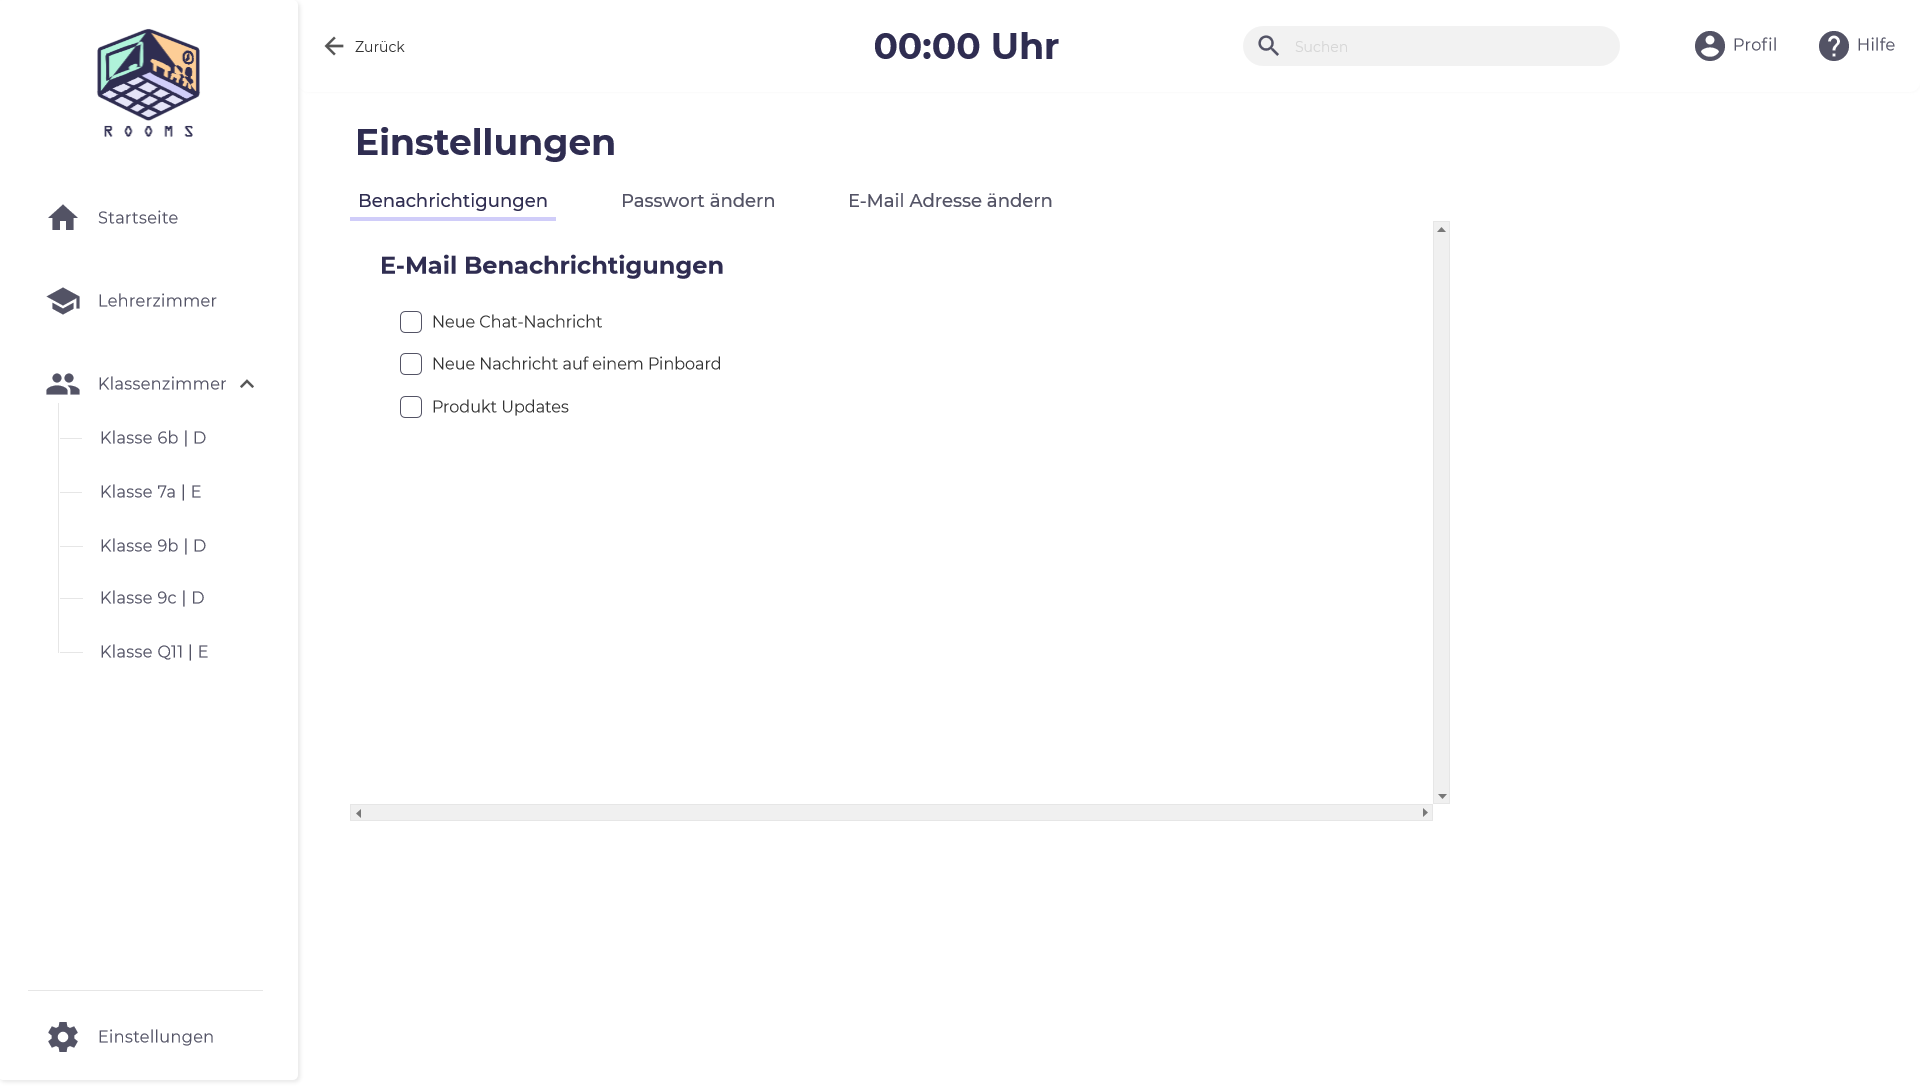 ROOMS
Zurück
00:00 Uhr
Suchen
Profil
Hilfe
Startseite
Lehrerzimmer
Klassenzimmer
Klasse 6b | D
Klasse 7a | E
Klasse 9b | D
Klasse 9c | D
Klasse Q11 | E
Einstellungen
Einstellungen
Benachrichtigungen
Passwort ändern
E-Mail Adresse ändern
E-Mail Benachrichtigungen
Neue Chat-Nachricht
Neue Nachricht auf einem Pinboard
Produkt Updates